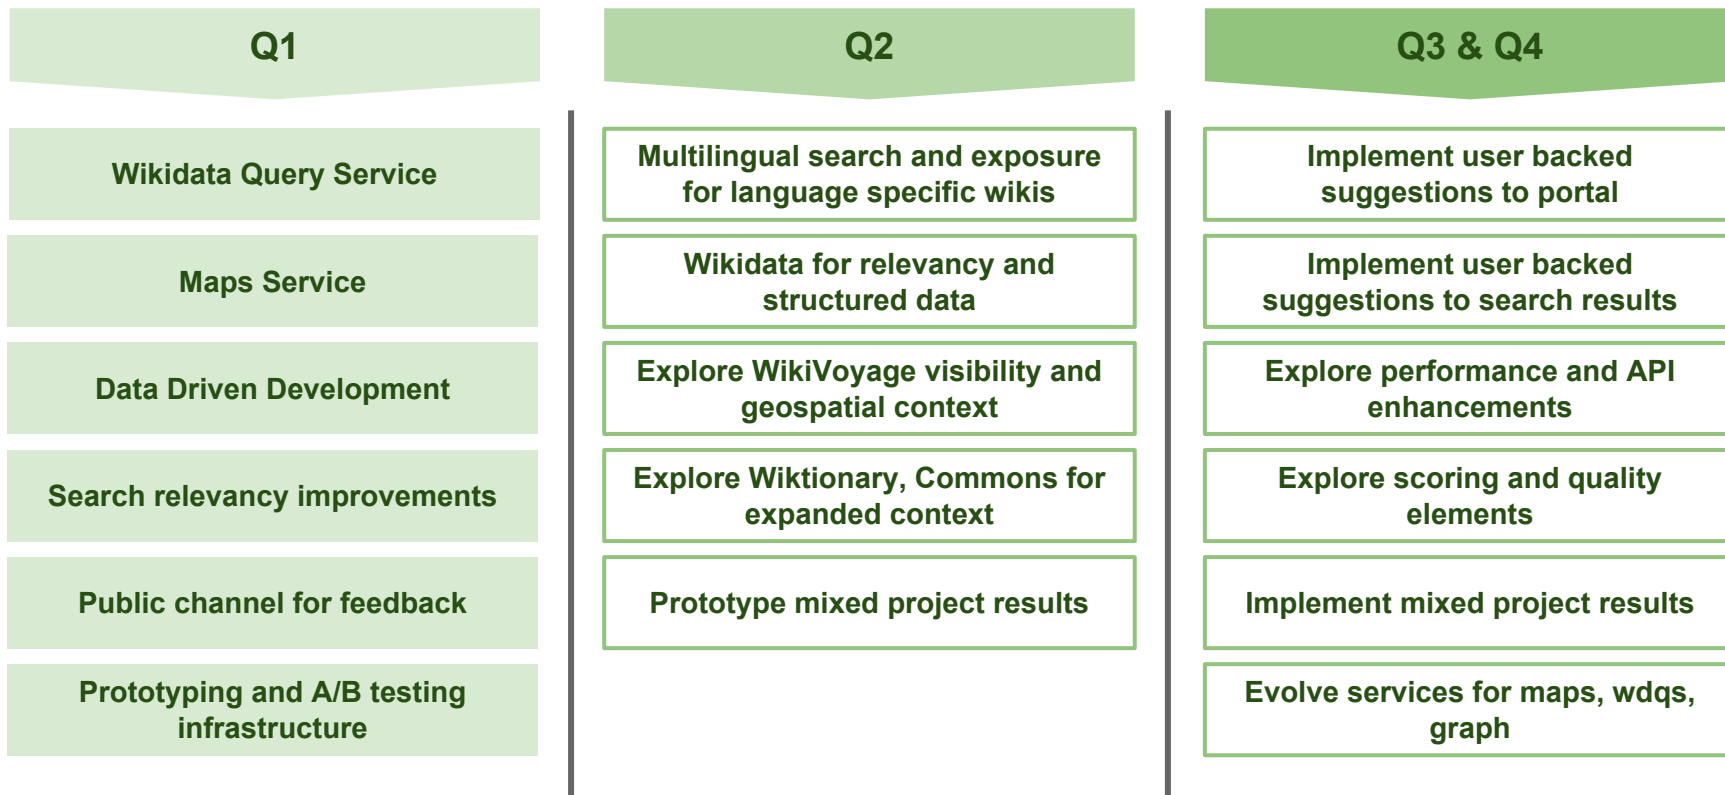 Q1
Wikidata Query Service
Maps Service
Data Driven Development
Search relevancy improvements
Public channel for feedback
Prototyping and A/B testing
infrastructure
Q2
Multilingual search and exposure
for language specific wikis
Wikidata for relevancy and
structured data
Explore WikiVoyage visibility and
geospatial context
Explore Wiktionary, Commons for
expanded context
Prototype mixed project results
Q3 & Q4
Implement user backed
suggestions to portal
Implement user backed
suggestions to search results
Explore performance and API
enhancements
Explore scoring and quality
elements
Implement mixed project results
Evolve services for maps, wdqs,
graph